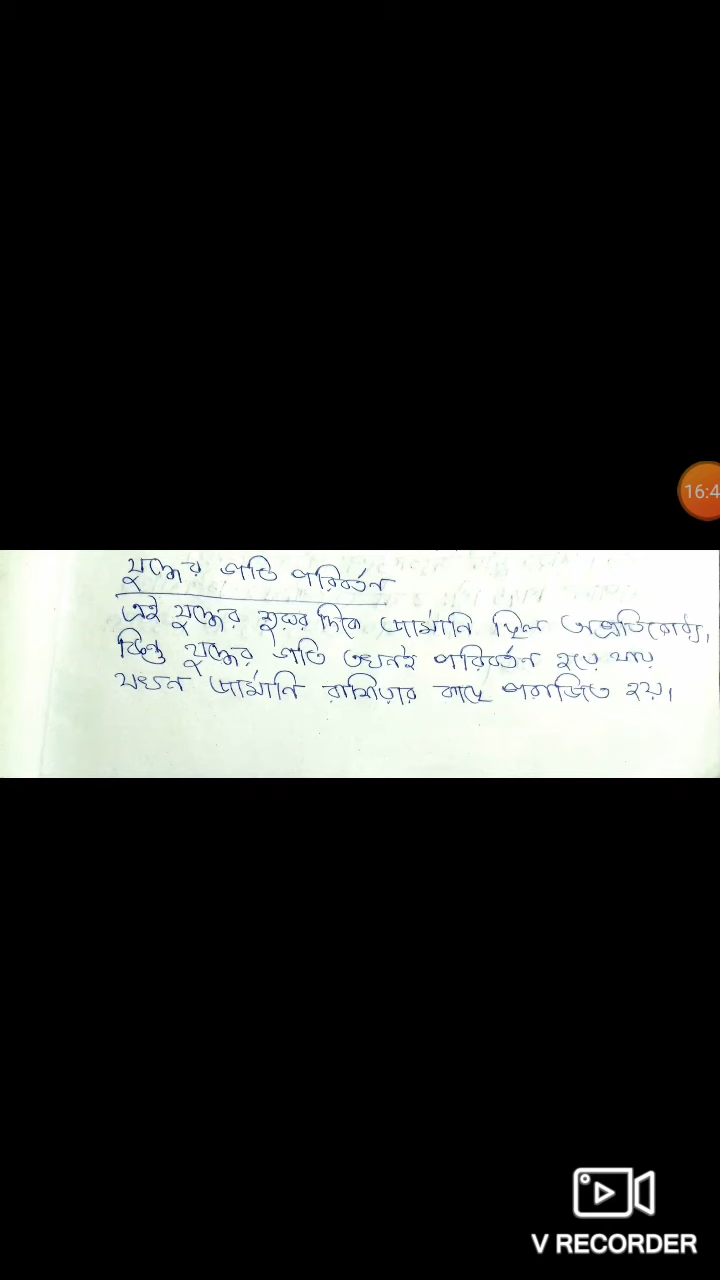 16:4
যুদ্ধের গতি পরিবর্তন
এই যুদ্ধের শুরুর দিকে জার্মানি ছিল অপ্রতিরোধ্য,
কিন্তু যুদ্ধের গতি তখনই পরিবর্তন হয়ে যায়
যখন জার্মানি রাশিয়ার কাছে পরাজিত হয়।
V RECORDER